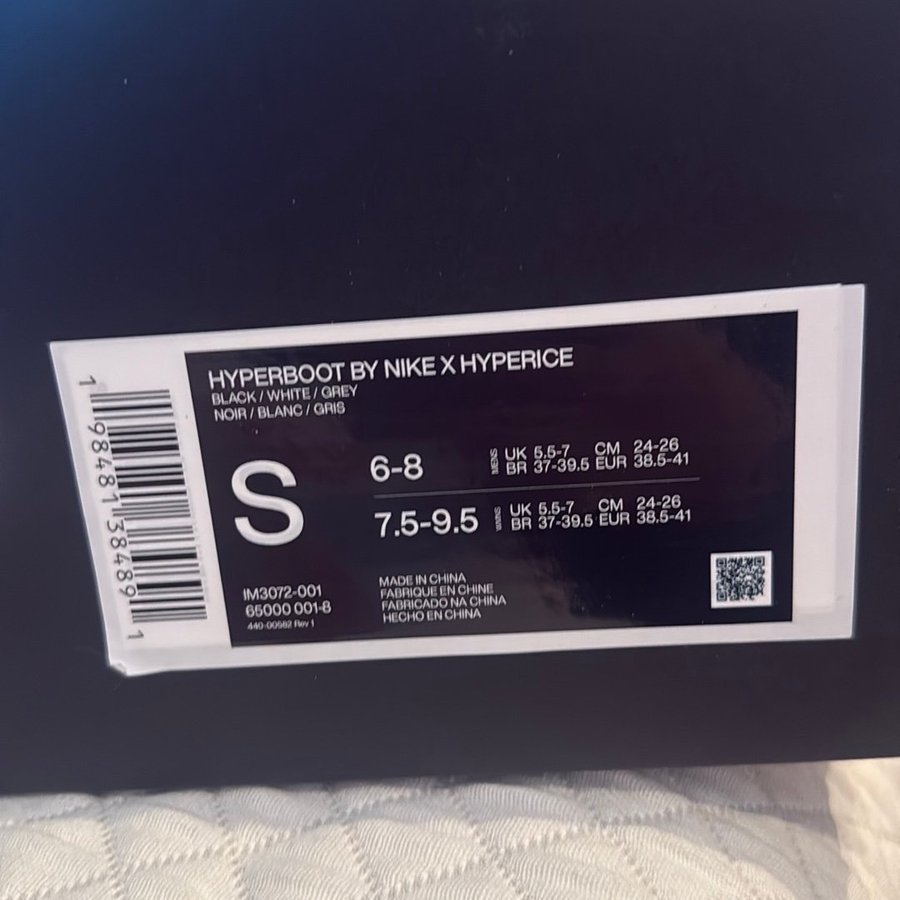 HYPERBOOT BY NIKE X HYPERICE
BLACK / WHITE / GREY
NOIR / BLANC / GRIS
S
6-8
MENS
UK 5.5-7 CM 24-26
BR 37-39.5 EUR 38.5-41
7.5-9.5
WMNS
UK 5.5-7 CM 24-26
BR 37-39.5 EUR 38.5-41
IM3072-001
65000 001-8
440-00582 Rev 1
MADE IN CHINA
FABRIQUE EN CHINE
FABRICADO NA CHINA
HECHO EN CHINA
1 98481 38489 1